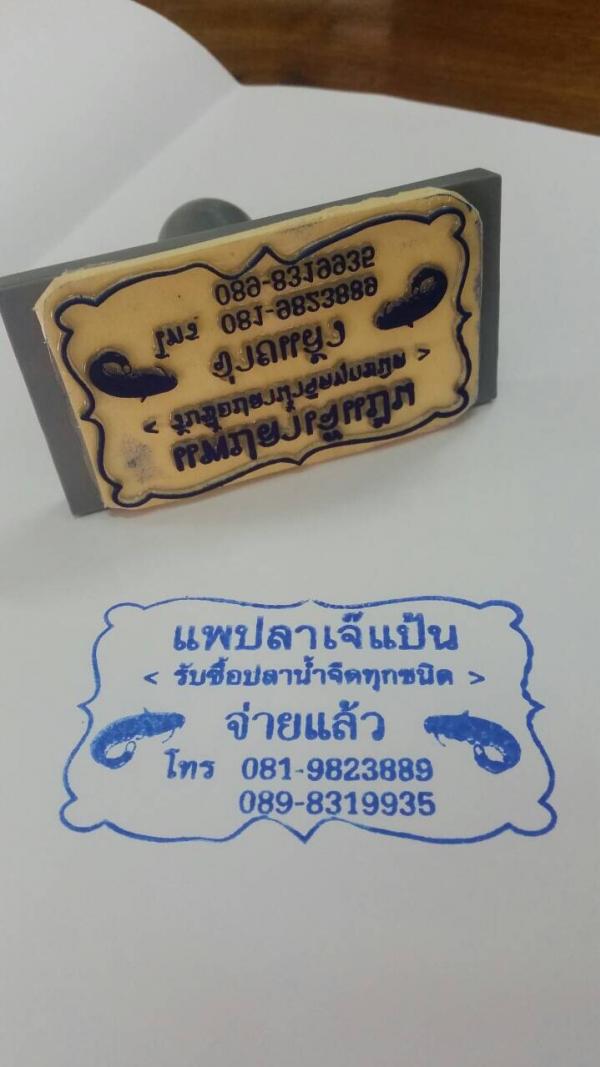 แพปลาเจ๊แป้น
< รับซื้อปลาน้ำจืดทุกชนิด >
จ่ายแล้ว
โทร 081-9823889
089-8319935